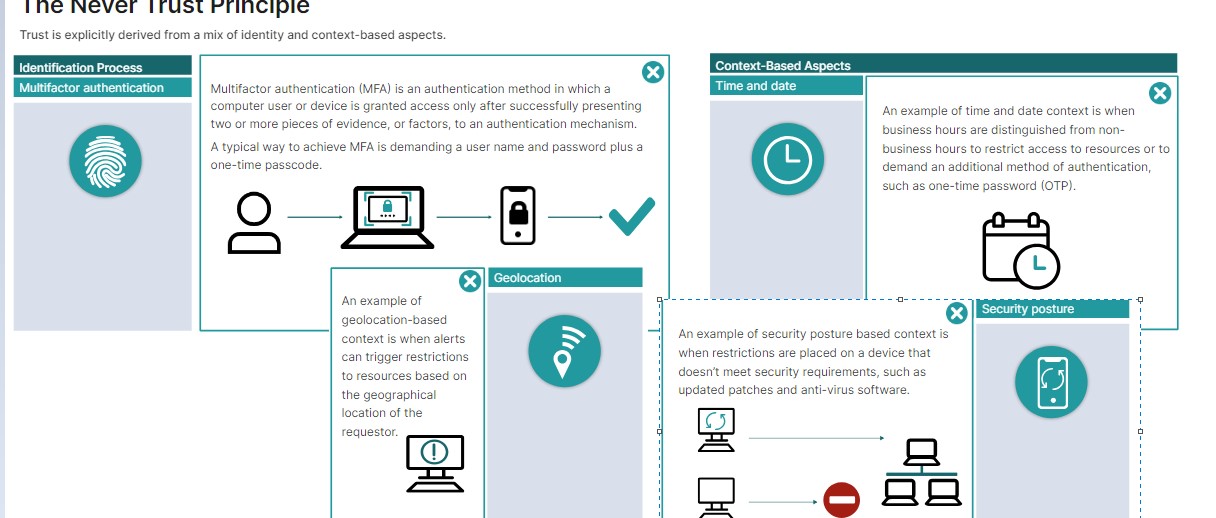 The Never Trust Principle
Trust is explicitly derived from a mix of identity and context-based aspects.
Identification Process
Multifactor authentication
Multifactor authentication (MFA) is an authentication method in which a
computer user or device is granted access only after successfully presenting
two or more pieces of evidence, or factors, to an authentication mechanism.
A typical way to achieve MFA is demanding a user name and password plus a
one-time passcode.
Context-Based Aspects
Time and date
An example of time and date context is when
business hours are distinguished from non-
business hours to restrict access to resources or to
demand an additional method of authentication,
such as one-time password (OTP).
An example of
geolocation-based
context is when alerts
can trigger restrictions
to resources based on
the geographical
location of the
requestor.
Geolocation
An example of security posture based context is
when restrictions are placed on a device that
doesn't meet security requirements, such as
updated patches and anti-virus software.
Security posture